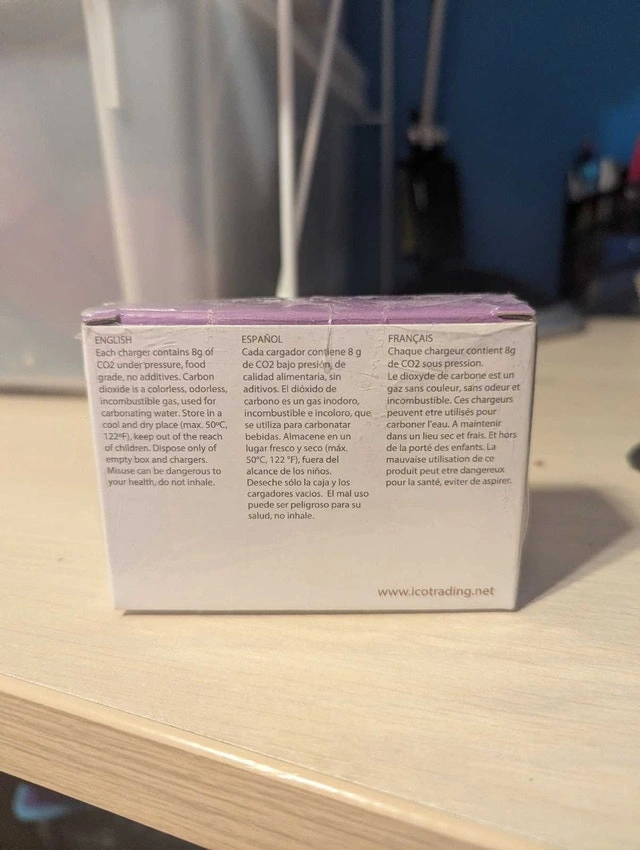 ENGLISH
Each charger contains 8g of
CO2 under pressure, food
grade, no additives. Carbon
dioxide is a colorless, odorless,
incombustible gas, used for
carbonating water. Store in a
cool and dry place (max. 50ºC,
122ºF), keep out of the reach
of children. Dispose only of
empty box and chargers.
Misuse can be dangerous to
your health, do not inhale.
ESPAÑOL
Cada cargador contiene 8 g
de CO2 bajo presión, de
calidad alimentaria, sin
aditivos. El dióxido de
carbono es un gas inodoro,
incombustible e incoloro, que
se utiliza para carbonatar
bebidas. Almacene en un
lugar fresco y seco (máx.
50°C, 122 °F), fuera del
alcance de los niños.
Deseche sólo la caja y los
cargadores vacios. El mal uso
puede ser peligroso para su
salud, no inhale.
FRANÇAIS
Chaque chargeur contient 8g
de CO2 sous pression.
Le dioxyde de carbone est un
gaz sans couleur, sans odeur et
incombustible. Ces chargeurs
peuvent etre utilisés pour
carboner l'eau. A maintenir
dans un lieu sec et frais. Et hors
de la porté des enfants. La
mauvaise utilisation de ce
produit peut etre dangereux
pour la santé, eviter de aspirer.
www.icotrading.net